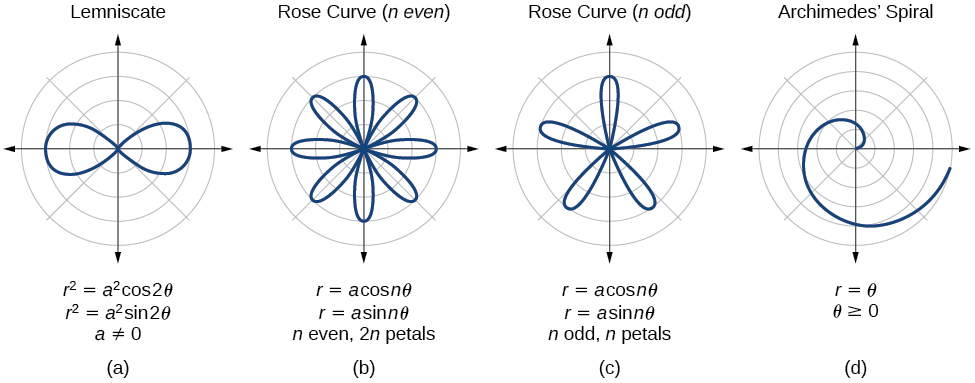 Lemniscate
r² = a²cos2θ
r² = a²sin2θ
a ≠ 0
(a)
Rose Curve (n even)
r = acosnθ
r = asinnθ
n even, 2n petals
(b)
Rose Curve (n odd)
r = acosnθ
r = asinnθ
n odd, n petals
(c)
Archimedes’ Spiral
r = θ
θ ≥ 0
(d)